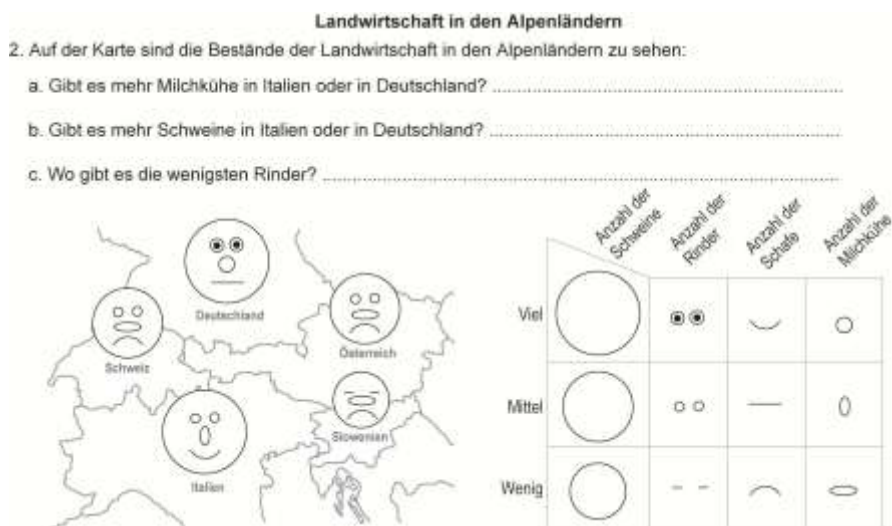 Landwirtschaft in den Alpenländern
2. Auf der Karte sind die Bestände der Landwirtschaft in den Alpenländern zu sehen:
a. Gibt es mehr Milchkühe in Italien oder in Deutschland? ........................................
b. Gibt es mehr Schweine in Italien oder in Deutschland? ........................................
c. Wo gibt es die wenigsten Rinder? ........................................
Anzahl der Schweine
Anzahl der Rinder
Anzahl der Schafe
Anzahl der Milchkühe
Deutschland
Viel
Österreich
Schweiz
Mittel
Slowenien
Italien
Wenig